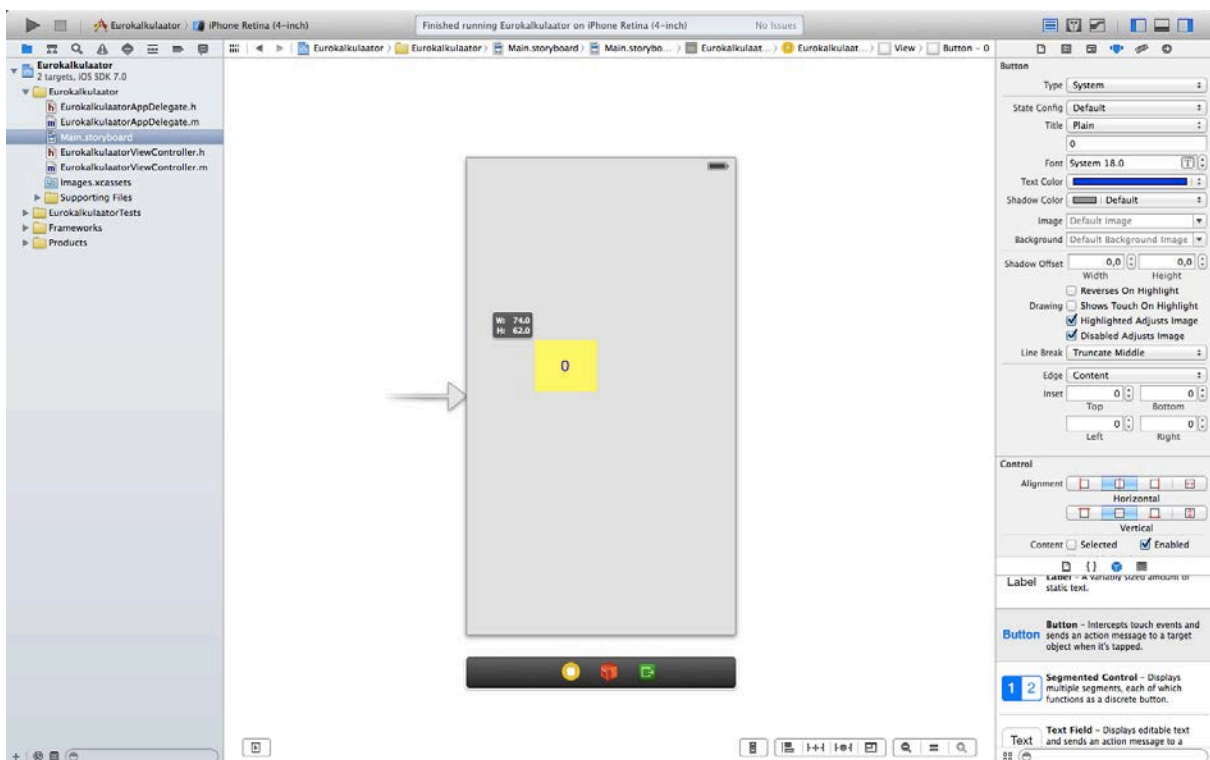 Eurokalkulaator
iPhone Retina (4-inch)
Finished running Eurokalkulaator on iPhone Retina (4-inch)
No Issues
Eurokalkulaator
Eurokalkulaator
Main.storyboard
Main.storybo...
Eurokalkulaat...
Eurokalkulaat...
View
Button - 0
Eurokalkulaator
2 targets, iOS SDK 7.0
Eurokalkulaator
EurokalkulaatorAppDelegate.h
EurokalkulaatorAppDelegate.m
Main.storyboard
EurokalkulaatorViewController.h
EurokalkulaatorViewController.m
Images.xcassets
Supporting Files
EurokalkulaatorTests
Frameworks
Products
W: 74.0
H: 62.0
0
Button
Type System
State Config Default
Title Plain
0
Font System 18.0
Text Color
Shadow Color Default
Image Default Image
Background Default Background Image
Shadow Offset 0,0 0,0
Width Height
Reverses On Highlight
Drawing Shows Touch On Highlight
Highlighted Adjusts Image
Disabled Adjusts Image
Line Break Truncate Middle
Edge Content
Inset 0 0
Top Bottom
0 0
Left Right
Control
Alignment
Horizontal
Vertical
Content Selected Enabled
Label
Label - A variably sized amount of
static text.
Button
Button - Intercepts touch events and
sends an action message to a target
object when it's tapped.
1 2
Segmented Control - Displays
multiple segments, each of which
functions as a discrete button.
Text
Text Field - Displays editable text
and sends an action message to a